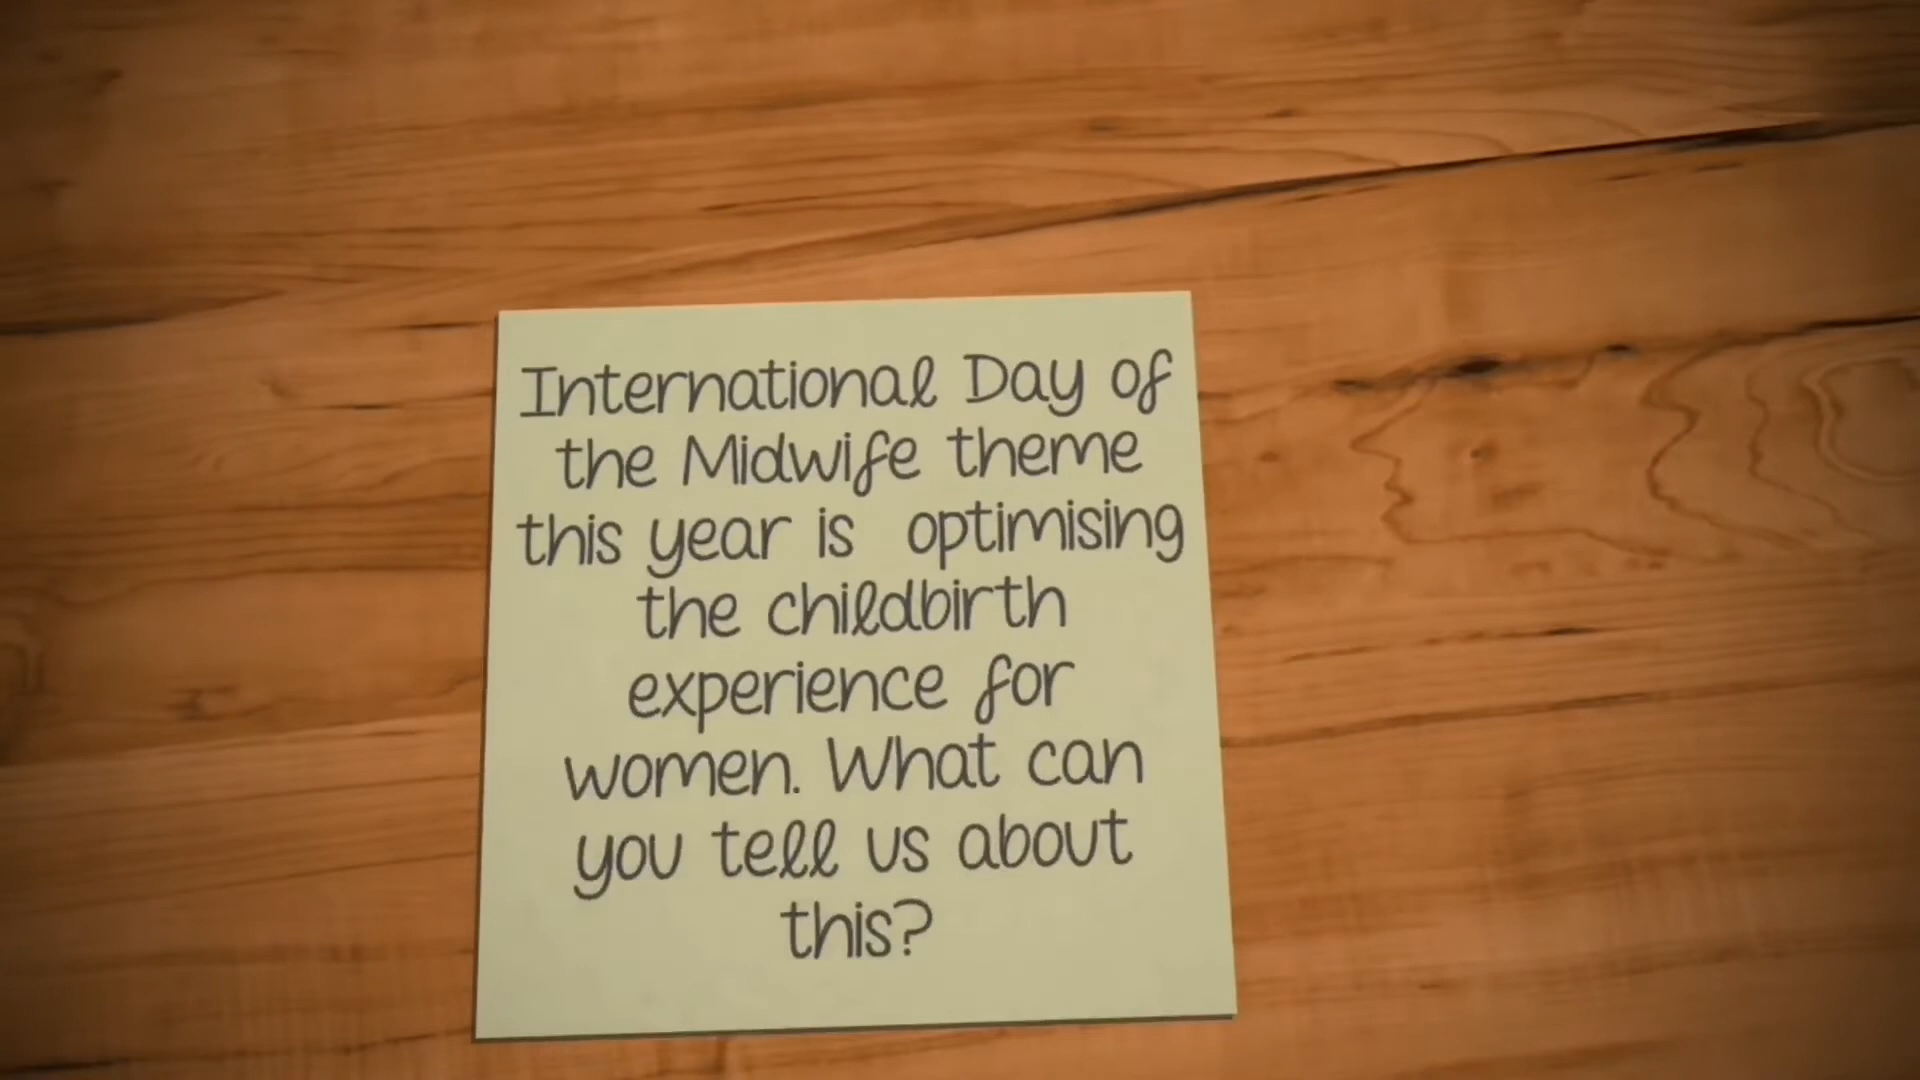 International Day of
the Midwife theme
this year is optimising
the childbirth
experience for
women. What can
you tell us about
this?